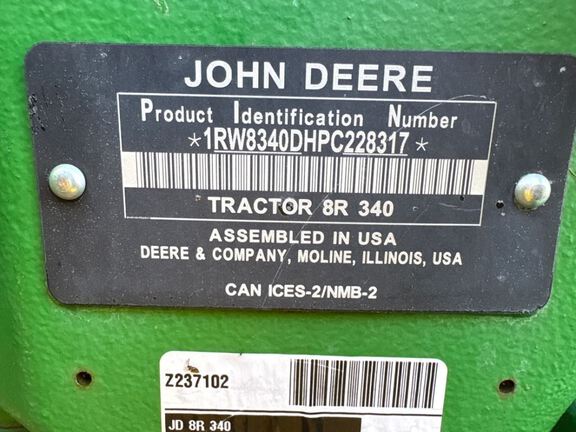 JOHN DEERE
Product Identification Number
*1RW8340DHPC228317*
TRACTOR 8R 340
ASSEMBLED IN USA
DEERE & COMPANY, MOLINE, ILLINOIS, USA
CAN ICES-2/NMB-2
Z237102
JD 8R 340